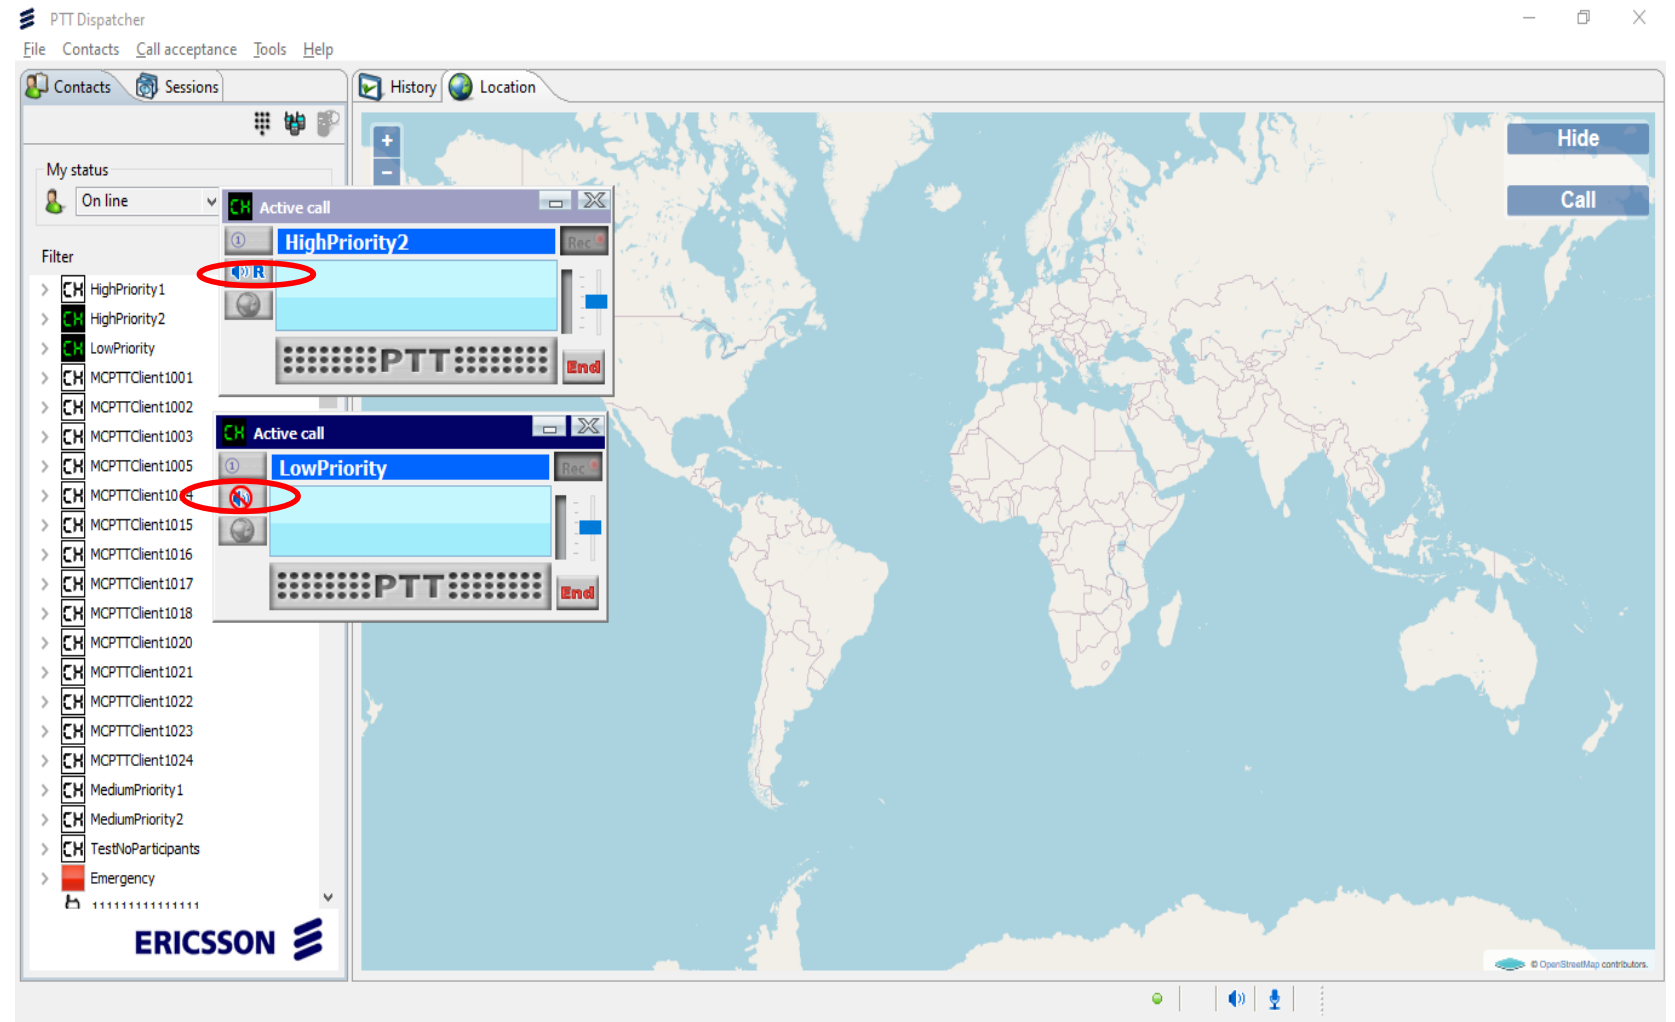 PTT Dispatcher
File Contacts Call acceptance Tools Help
Contacts Sessions
History Location
My status
On line
Filter
HighPriority1
HighPriority2
LowPriority
MCPTTClient1001
MCPTTClient1002
MCPTTClient1003
MCPTTClient1005
MCPTTClient1015
MCPTTClient1016
MCPTTClient1017
MCPTTClient1018
MCPTTClient1020
MCPTTClient1021
MCPTTClient1022
MCPTTClient1023
MCPTTClient1024
MediumPriority1
MediumPriority2
TestNoParticipants
Emergency
ERICSSON
CH Active call
HighPriority2
Rec
R
PTT
End
CH Active call
LowPriority
Rec
PTT
End
+
-
Hide
Call
© OpenStreetMap contributors.